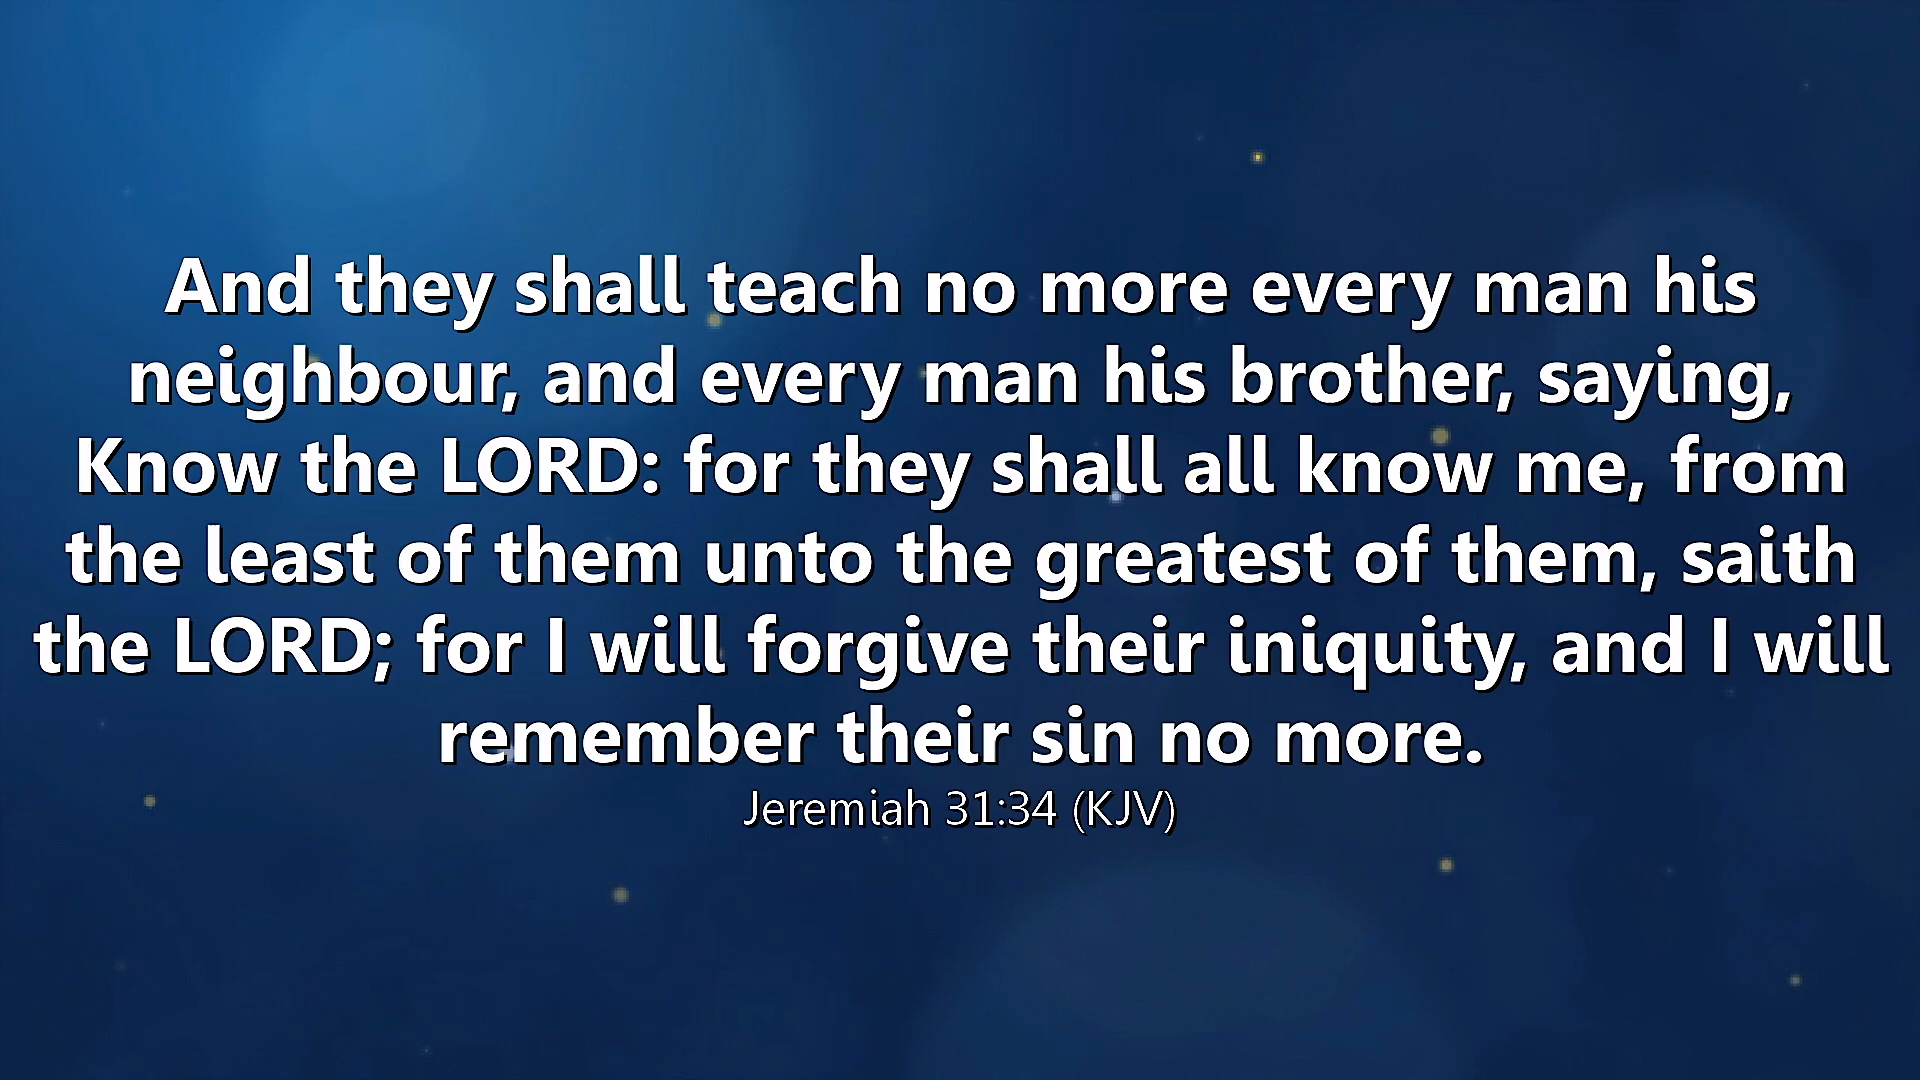 And they shall teach no more every man his
neighbour, and every man his brother, saying,
Know the LORD: for they shall all know me, from
the least of them unto the greatest of them, saith
the LORD; for I will forgive their iniquity, and I will
remember their sin no more.
Jeremiah 31:34 (KJV)